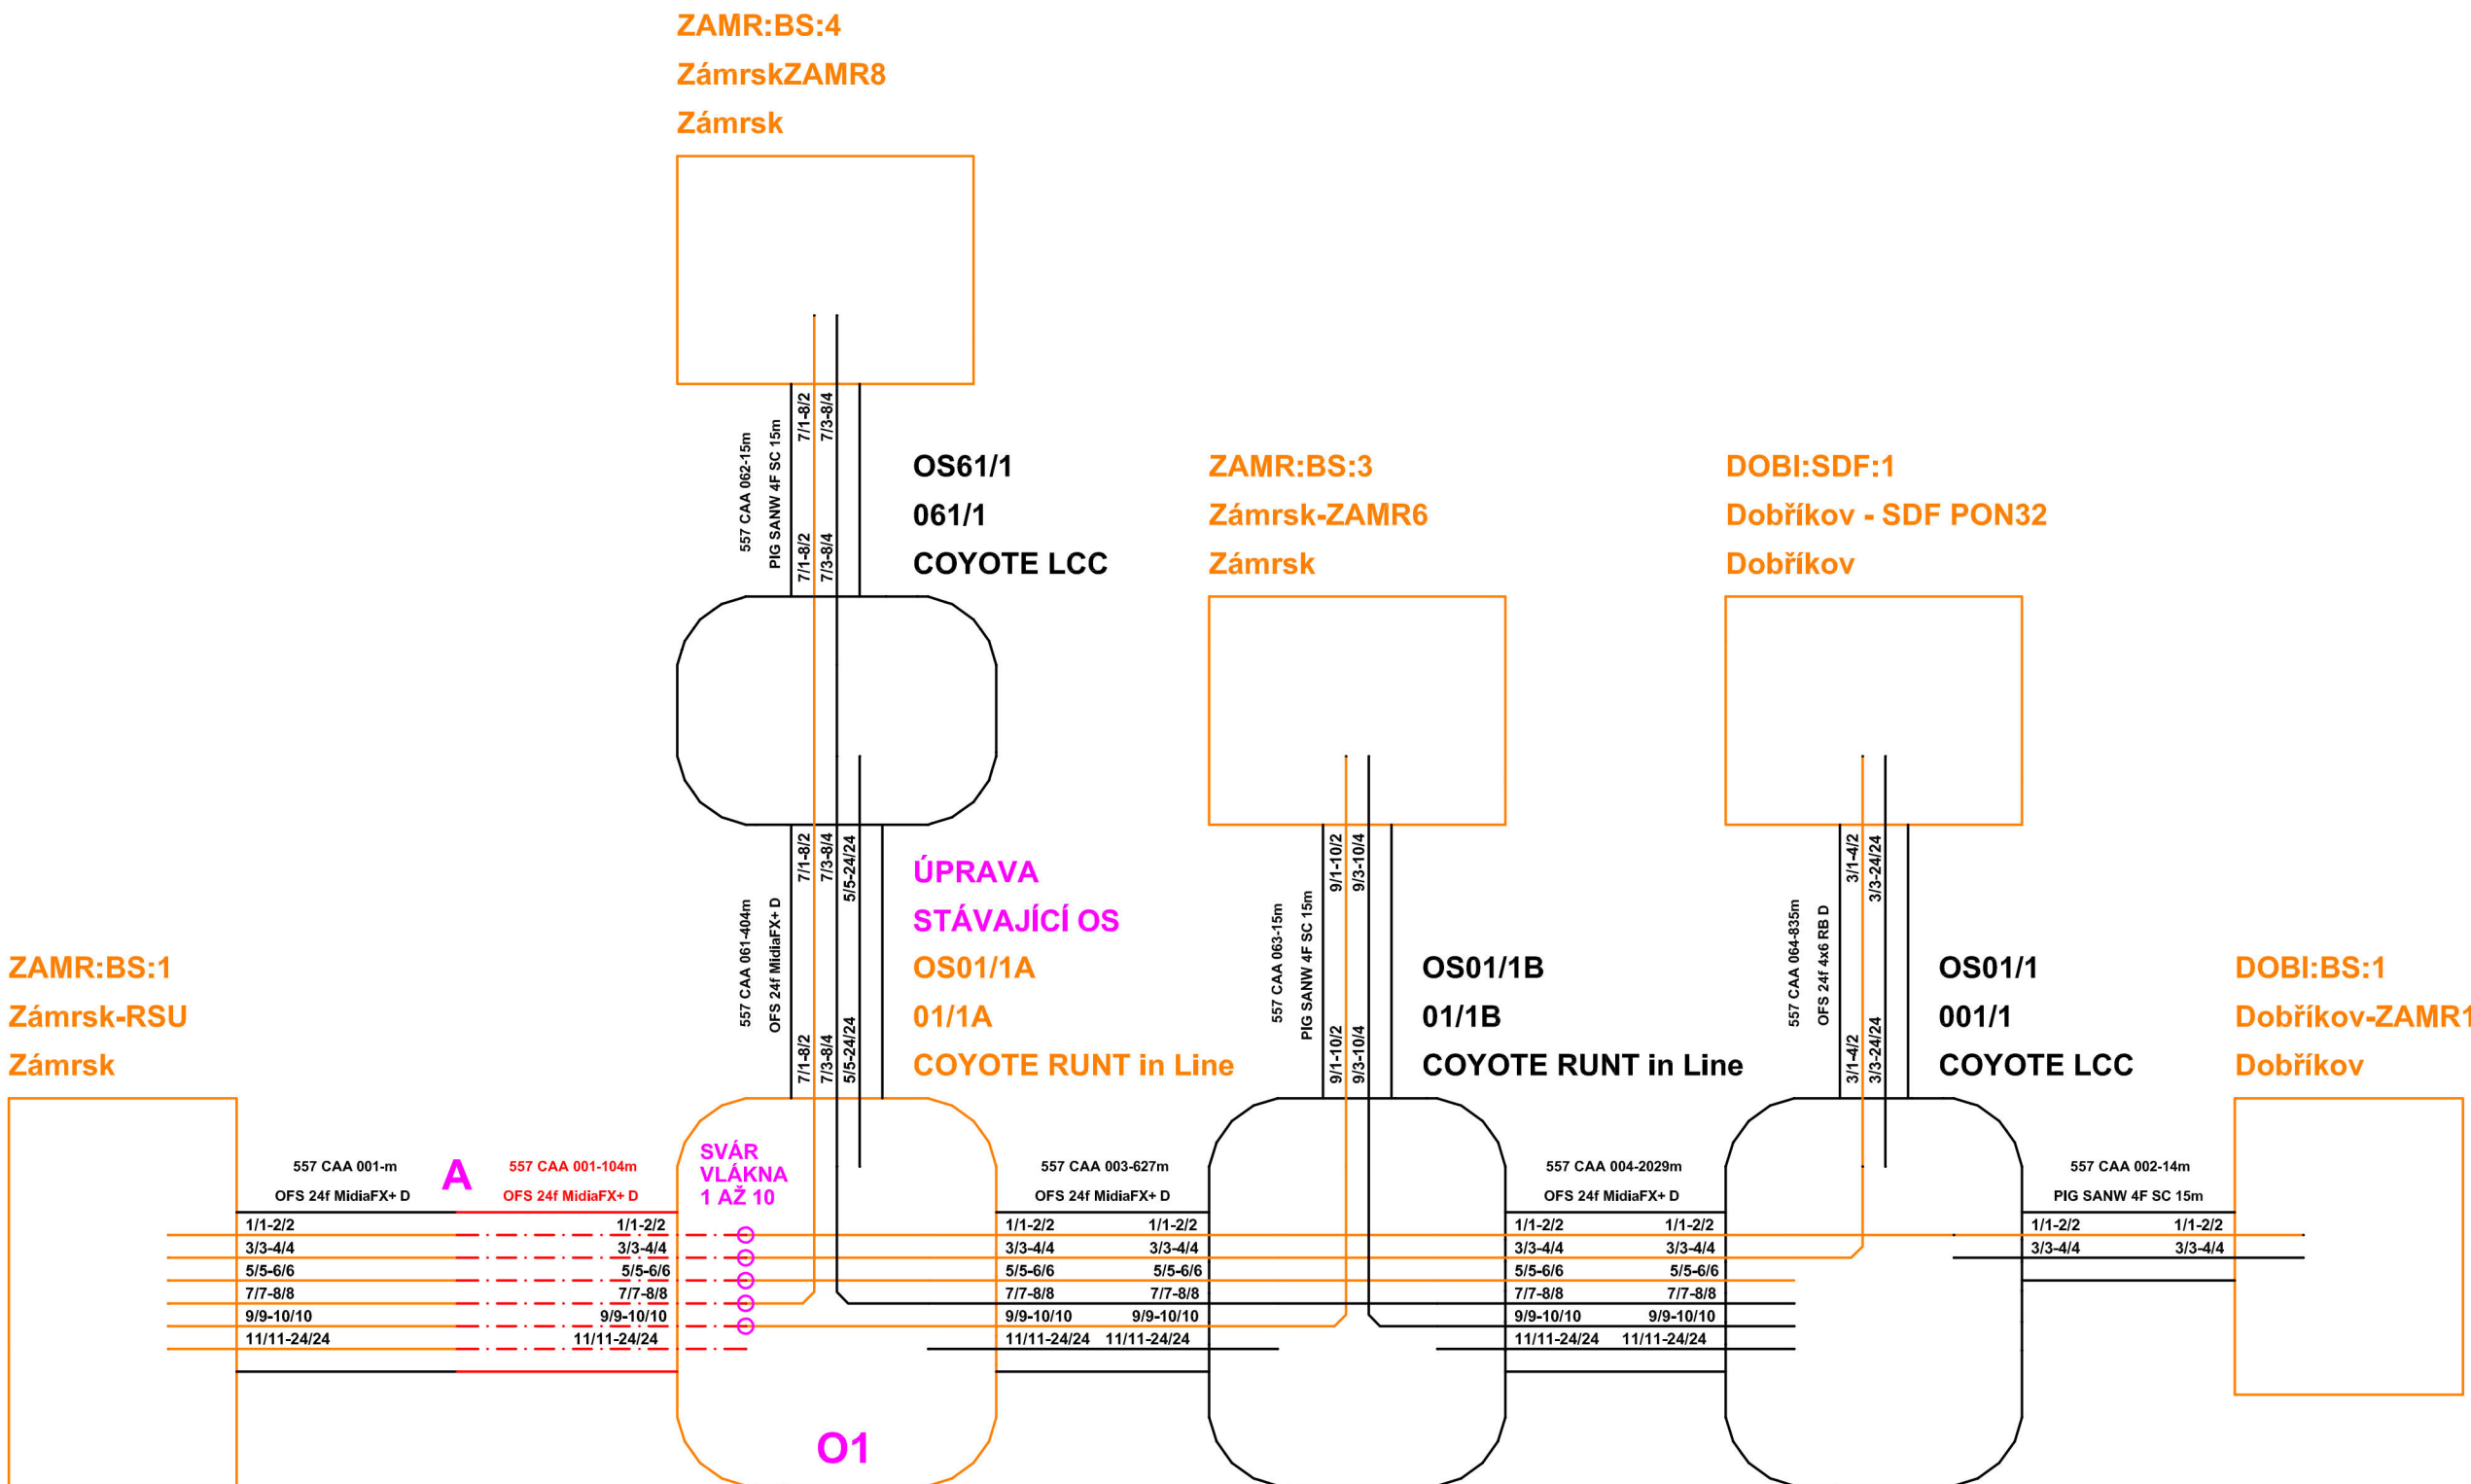 ZAMR:BS:4
ZámrskZAMR8
Zámrsk
557 CAA 062-15m
PIG SANW 4F SC 15m
7/1-8/2
7/3-8/4
7/1-8/2
7/3-8/4
OS61/1
061/1
COYOTE LCC
ZAMR:BS:3
Zámrsk-ZAMR6
Zámrsk
DOBI:SDF:1
Dobříkov - SDF PON32
Dobříkov
557 CAA 061-404m
OFS 24f MidiaFX+ D
7/1-8/2
7/3-8/4
5/5-24/24
7/1-8/2
7/3-8/4
5/5-24/24
ÚPRAVA
STÁVAJÍCÍ OS
OS01/1A
01/1A
COYOTE RUNT in Line
557 CAA 063-15m
PIG SANW 4F SC 15m
9/1-10/2
9/3-10/4
9/1-10/2
9/3-10/4
OS01/1B
01/1B
COYOTE RUNT in Line
557 CAA 064-835m
OFS 24f 4x6 RB D
3/1-4/2
3/3-24/24
3/1-4/2
3/3-24/24
OS01/1
001/1
COYOTE LCC
DOBI:BS:1
Dobříkov-ZAMR1
Dobříkov
ZAMR:BS:1
Zámrsk-RSU
Zámrsk
557 CAA 001-m
OFS 24f MidiaFX+ D
1/1-2/2
3/3-4/4
5/5-6/6
7/7-8/8
9/9-10/10
11/11-24/24
A
557 CAA 001-104m
OFS 24f MidiaFX+ D
1/1-2/2
3/3-4/4
5/5-6/6
7/7-8/8
9/9-10/10
11/11-24/24
SVÁR
VLÁKNA
1 AŽ 10
O1
557 CAA 003-627m
OFS 24f MidiaFX+ D
1/1-2/2 1/1-2/2
3/3-4/4 3/3-4/4
5/5-6/6 5/5-6/6
7/7-8/8 7/7-8/8
9/9-10/10 9/9-10/10
11/11-24/24 11/11-24/24
557 CAA 004-2029m
OFS 24f MidiaFX+ D
1/1-2/2 1/1-2/2
3/3-4/4 3/3-4/4
5/5-6/6 5/5-6/6
7/7-8/8 7/7-8/8
9/9-10/10 9/9-10/10
11/11-24/24 11/11-24/24
557 CAA 002-14m
PIG SANW 4F SC 15m
1/1-2/2 1/1-2/2
3/3-4/4 3/3-4/4